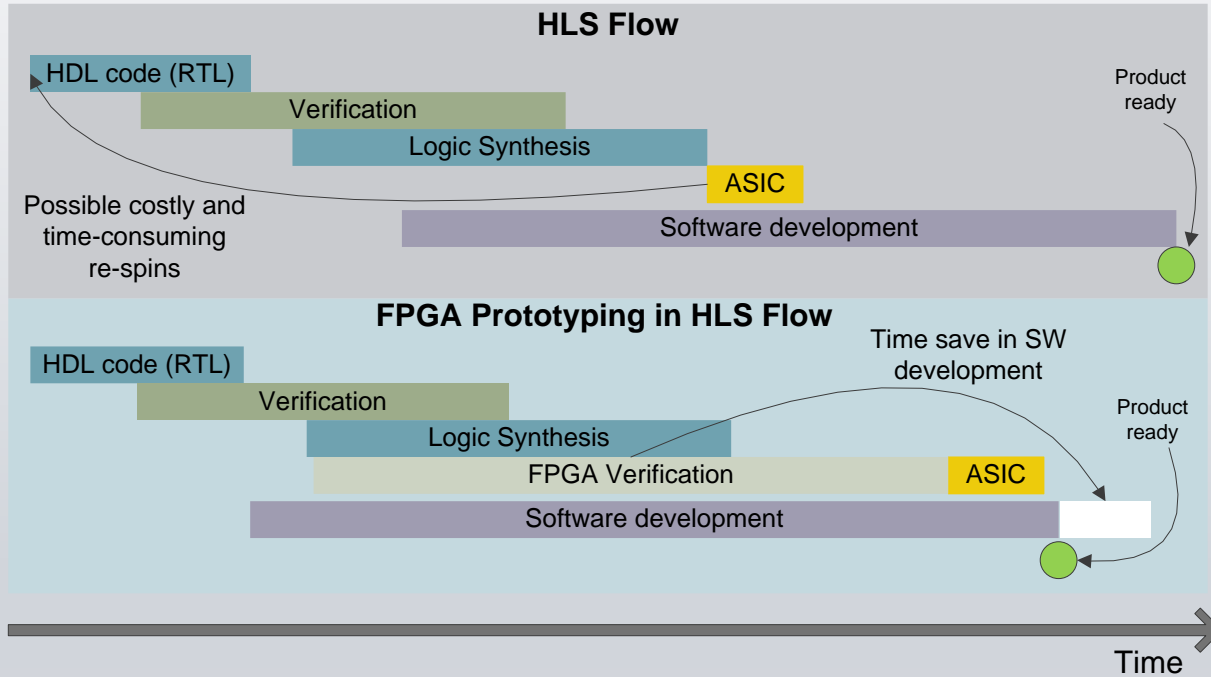 HLS Flow
HDL code (RTL)
Product
ready
Verification
Logic Synthesis
ASIC
Possible costly and
time-consuming
re-spins
Software development
FPGA Prototyping in HLS Flow
Time save in SW
development
HDL code (RTL)
Verification
Product
ready
Logic Synthesis
FPGA Verification
ASIC
Software development
Time